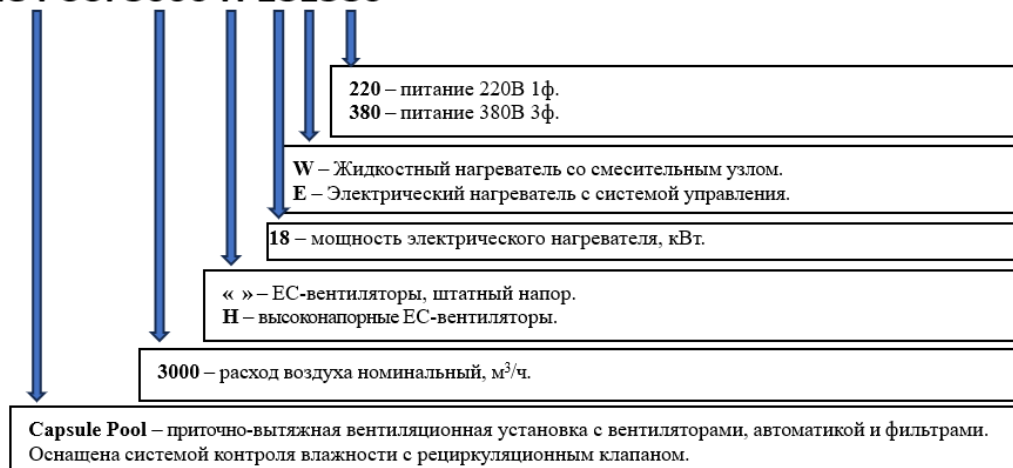 220 – питание 220В 1ф.
380 – питание 380В 3ф.
W – Жидкостный нагреватель со смесительным узлом.
E – Электрический нагреватель с системой управления.
18 – мощность электрического нагревателя, кВт.
« » – ЕС-вентиляторы, штатный напор.
Н – высоконапорные ЕС-вентиляторы.
3000 – расход воздуха номинальный, м³/ч.
Capsule Pool – приточно-вытяжная вентиляционная установка с вентиляторами, автоматикой и фильтрами.
Оснащена системой контроля влажности с рециркуляционным клапаном.